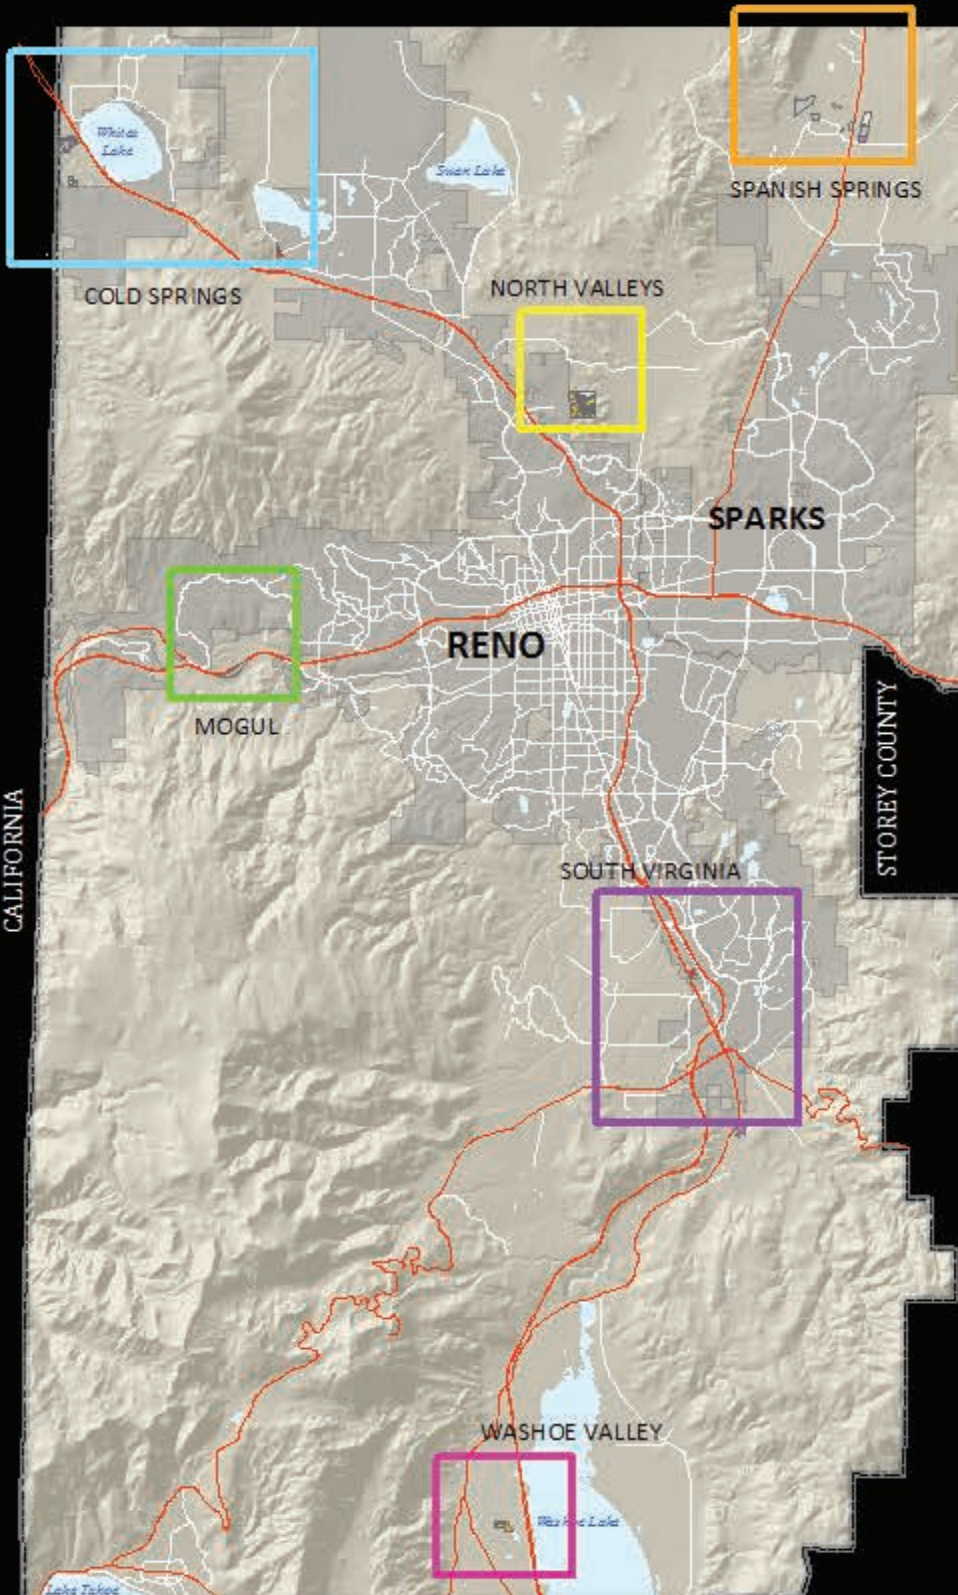 White
Lake
Swan Lake
SPANISH SPRINGS
COLD SPRINGS
NORTH VALLEYS
SPARKS
RENO
MOGUL
STOREY COUNTY
CALIFORNIA
SOUTH VIRGINIA
WASHOE VALLEY
Washoe Lake
Lake Tahoe